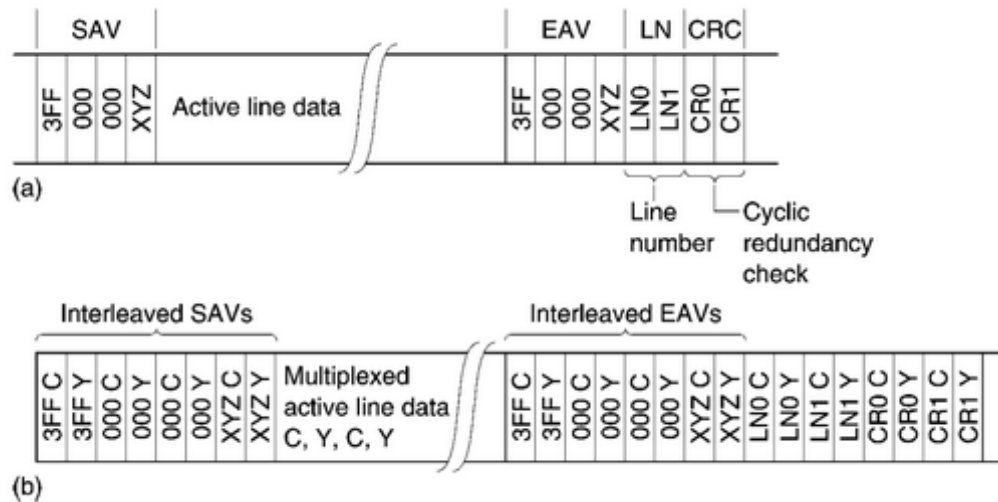 SAV EAV LN CRC
3FF 000 000 XYZ Active line data 3FF 000 000 XYZ LN0 LN1 CR0 CR1
(a)
Line number
Cyclic redundancy check
Interleaved SAVs Interleaved EAVs
3FF C 3FF Y 000 C 000 Y 000 C 000 Y XYZ C XYZ Y
Multiplexed
active line data
C, Y, C, Y
3FF C 3FF Y 000 C 000 Y 000 C 000 Y XYZ C XYZ Y LN0 C LN0 Y LN1 C LN1 Y CR0 C CR0 Y CR1 C CR1 Y
(b)